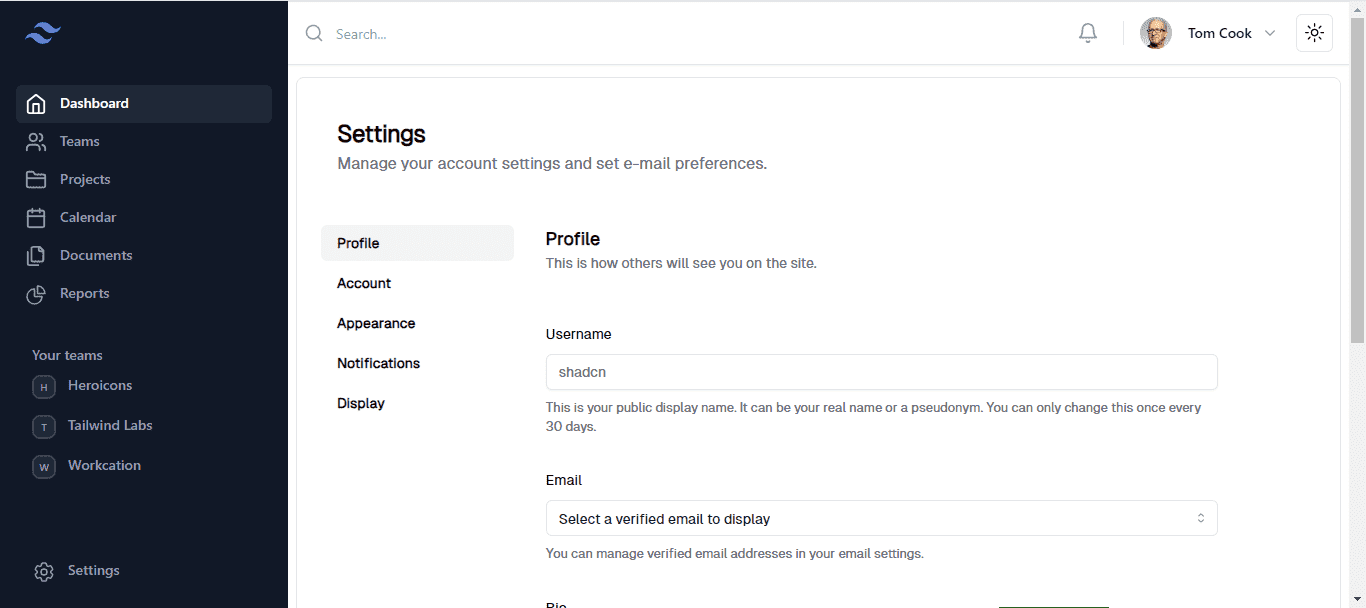 Search...
Tom Cook
Dashboard
Teams
Projects
Calendar
Documents
Reports
Your teams
H Heroicons
T Tailwind Labs
W Workcation
Settings
Settings
Manage your account settings and set e-mail preferences.
Profile
Account
Appearance
Notifications
Display
Profile
This is how others will see you on the site.
Username
shadcn
This is your public display name. It can be your real name or a pseudonym. You can only change this once every
30 days.
Email
Select a verified email to display
You can manage verified email addresses in your email settings.
Bio